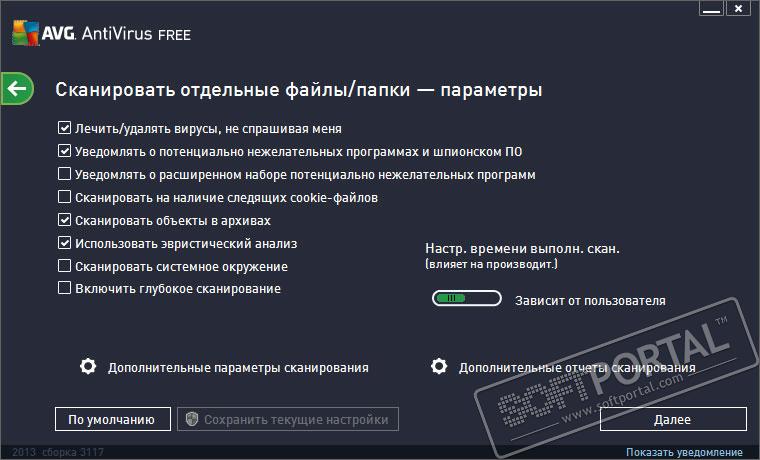 AVG. AntiVirus FREE
Сканировать отдельные файлы/папки — параметры
Лечить/удалять вирусы, не спрашивая меня
Уведомлять о потенциально нежелательных программах и шпионском ПО
Уведомлять о расширенном наборе потенциально нежелательных программ
Сканировать на наличие следящих cookie-файлов
Сканировать объекты в архивах
Использовать эвристический анализ
Сканировать системное окружение
Включить глубокое сканирование
Настр. времени выполн. скан.
(влияет на производит.)
Зависит от пользователя
Дополнительные параметры сканирования
Дополнительные отчеты сканирования
SOFTPORTAL™
www.softportal.com
По умолчанию
Сохранить текущие настройки
Далее
2013 сборка 3117
Показать уведомление